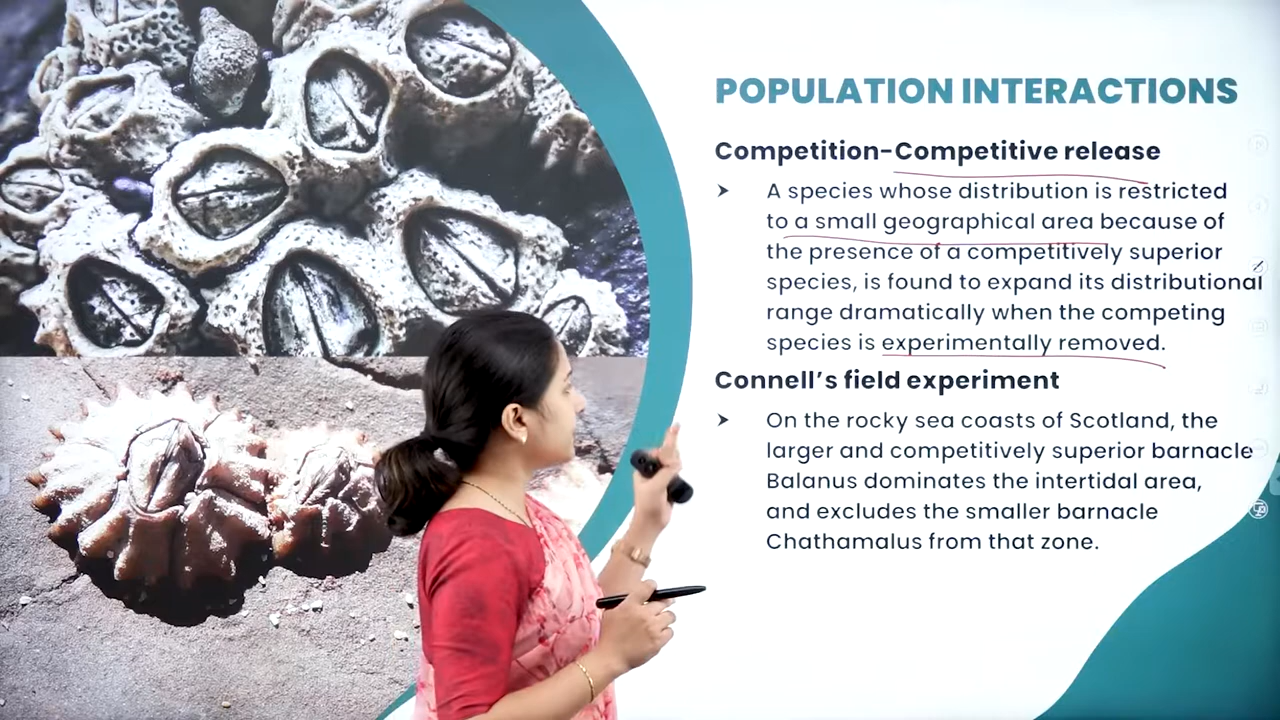 POPULATION INTERACTIONS
Competition-Competitive release
➤ A species whose distribution is restricted
to a small geographical area because of
the presence of a competitively superior
species, is found to expand its distributional
range dramatically when the competing
species is experimentally removed.
Connell's field experiment
➤ On the rocky sea coasts of Scotland, the
larger and competitively superior barnacle
Balanus dominates the intertidal area,
and excludes the smaller barnacle
Chathamalus from that zone.